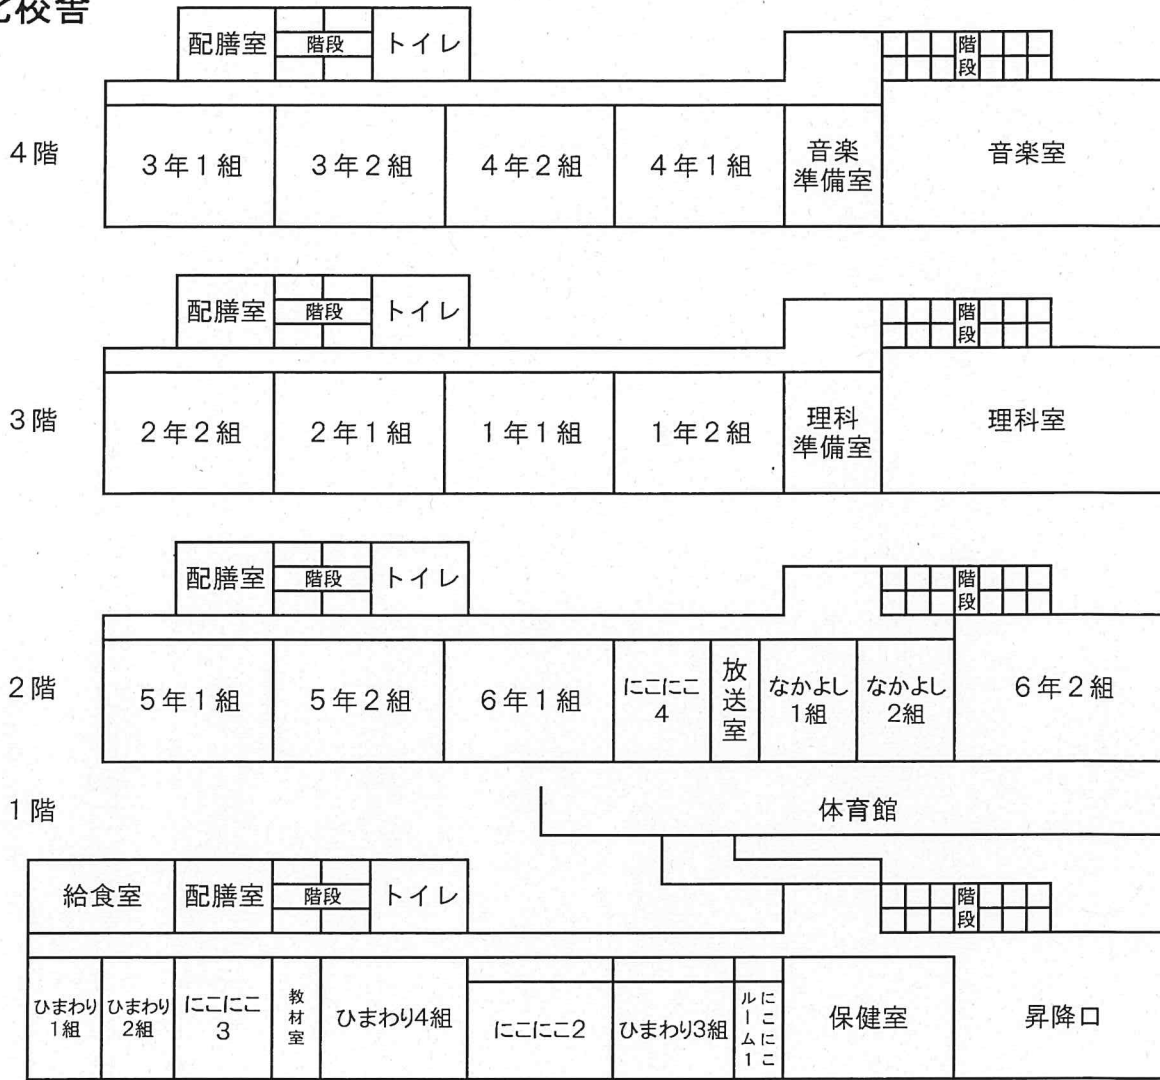 北校舎
配膳室 階段 トイレ 階段
4階 3年1組 3年2組 4年2組 4年1組 音楽準備室 音楽室
配膳室 階段 トイレ 階段
3階 2年2組 2年1組 1年1組 1年2組 理科準備室 理科室
配膳室 階段 トイレ 階段
2階 5年1組 5年2組 6年1組 にこにこ4 放送室 なかよし1組 なかよし2組 6年2組
1階 体育館
給食室 配膳室 階段 トイレ 階段
ひまわり1組 ひまわり2組 にこにこ3 教材室 ひまわり4組 にこにこ2 ひまわり3組 にこにこルーム1 保健室 昇降口